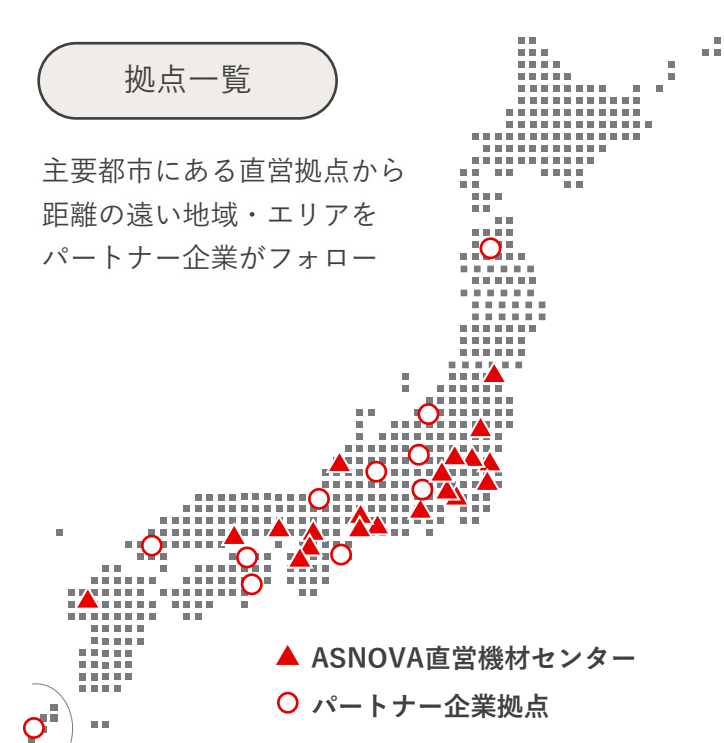 拠点一覧
主要都市にある直営拠点から
距離の遠い地域・エリアを
パートナー企業がフォロー
ASNOVA直営機材センター
パートナー企業拠点